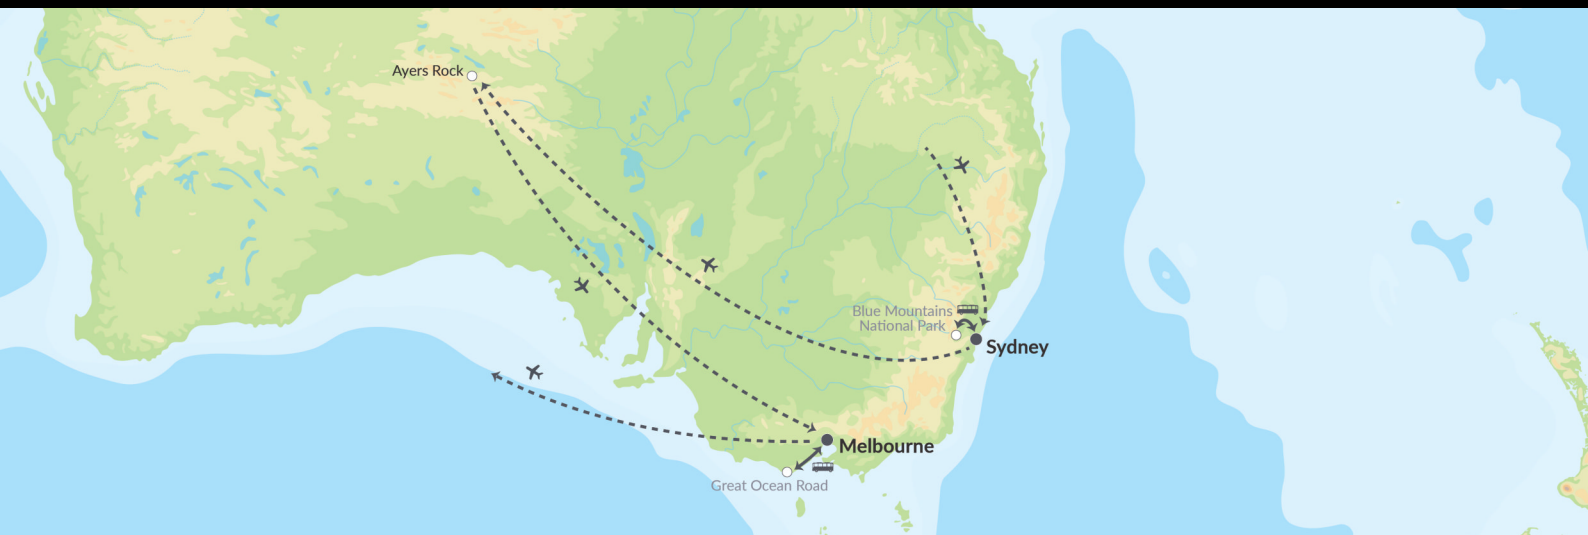 Ayers Rock
Blue Mountains
National Park
Sydney
Melbourne
Great Ocean Road